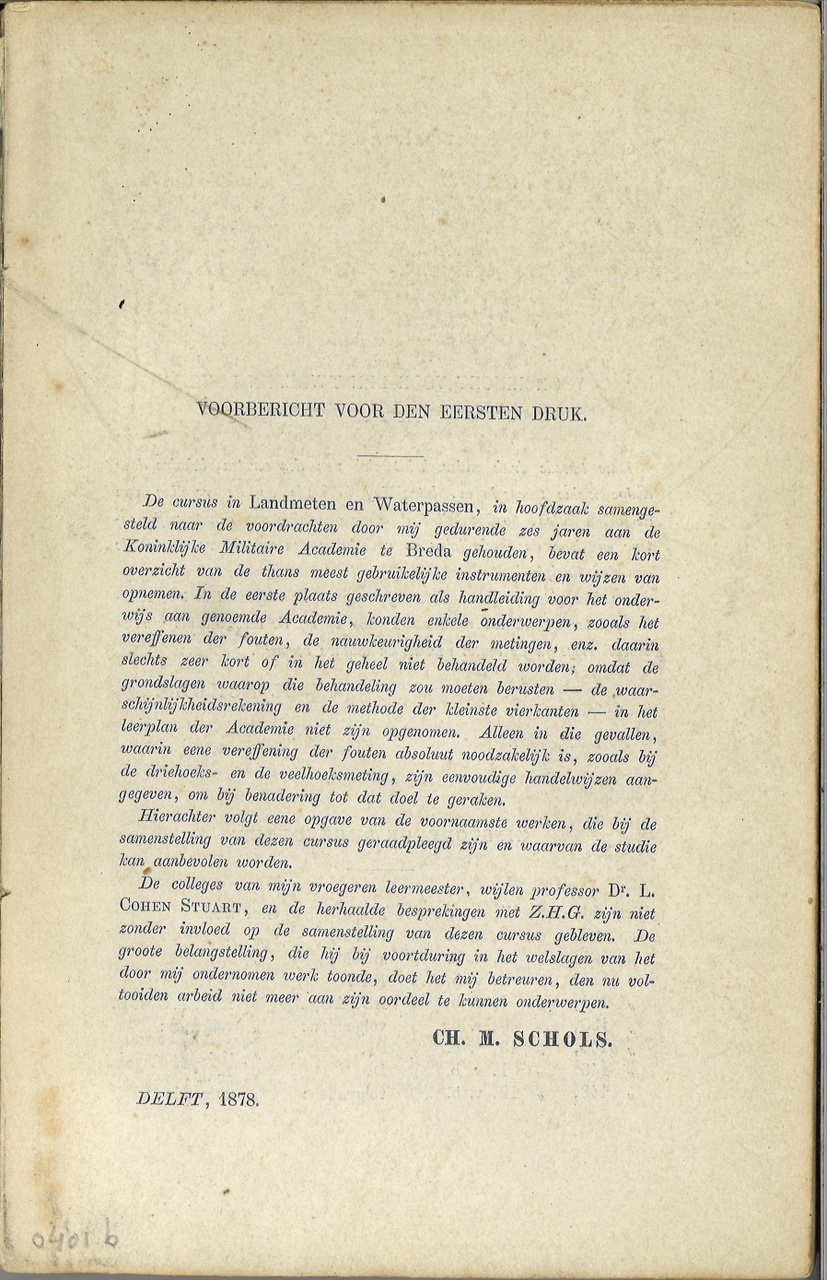 VOORBERICHT VOOR DEN EERSTEN DRUK.
De cursus in Landmeten en Waterpassen, in hoofdzaak samenge-
steld naar de voordrachten door mij gedurende zes jaren aan de
Koninklijke Militaire Academie te Breda gehouden, bevat een kort
overzicht van de thans meest gebruikelijke instrumenten en wijzen van
opnemen. In de eerste plaats geschreven als handleiding voor het onder-
wijs aan genoemde Academie, konden enkele onderwerpen, zooals het
vereffenen der fouten, de nauwkeurigheid der metingen, enz. daarin
slechts zeer kort of in het geheel niet behandeld worden; omdat de
grondslagen waarop die behandeling zou moeten berusten — de waar-
schijnlijkheidsrekening en de methode der kleinste vierkanten — in het
leerplan der Academie niet zijn opgenomen. Alleen in die gevallen,
waarin eene vereffening der fouten absoluut noodzakelijk is, zooals bij
de driehoeks- en de veelhoeksmeting, zijn eenvoudige handelwijzen aan-
gegeven, om bij benadering tot dat doel te geraken.
Hierachter volgt eene opgave van de voornaamste werken, die bij de
samenstelling van dezen cursus geraadpleegd zijn en waarvan de studie
kan aanbevolen worden.
De colleges van mijn vroegeren leermeester, wijlen professor Dr. L.
COHEN STUART, en de herhaalde besprekingen met Z.H.G. zijn niet
zonder invloed op de samenstelling van dezen cursus gebleven. De
groote belangstelling, die hij bij voortduring in het welslagen van het
door mij ondernomen werk toonde, doet het mij betreuren, den nu vol-
tooiden arbeid niet meer aan zijn oordeel te kunnen onderwerpen.
CH. M. SCHOLS.
DELFT, 1878.
0401 b